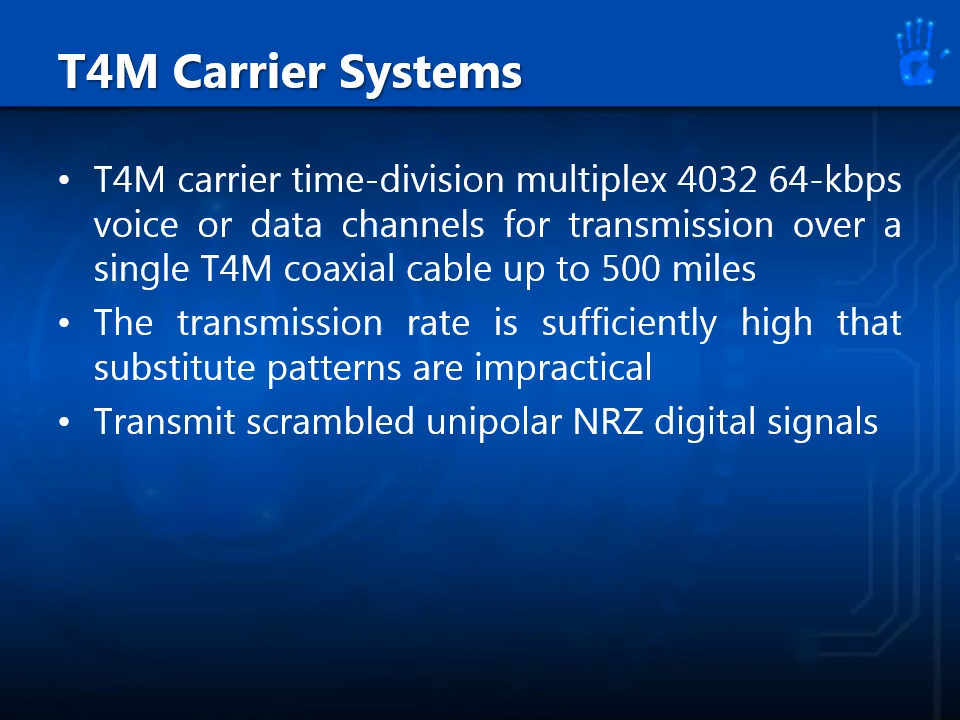 T4M Carrier Systems
• T4M carrier time-division multiplex 4032 64-kbps
voice or data channels for transmission over a
single T4M coaxial cable up to 500 miles
• The transmission rate is sufficiently high that
substitute patterns are impractical
• Transmit scrambled unipolar NRZ digital signals